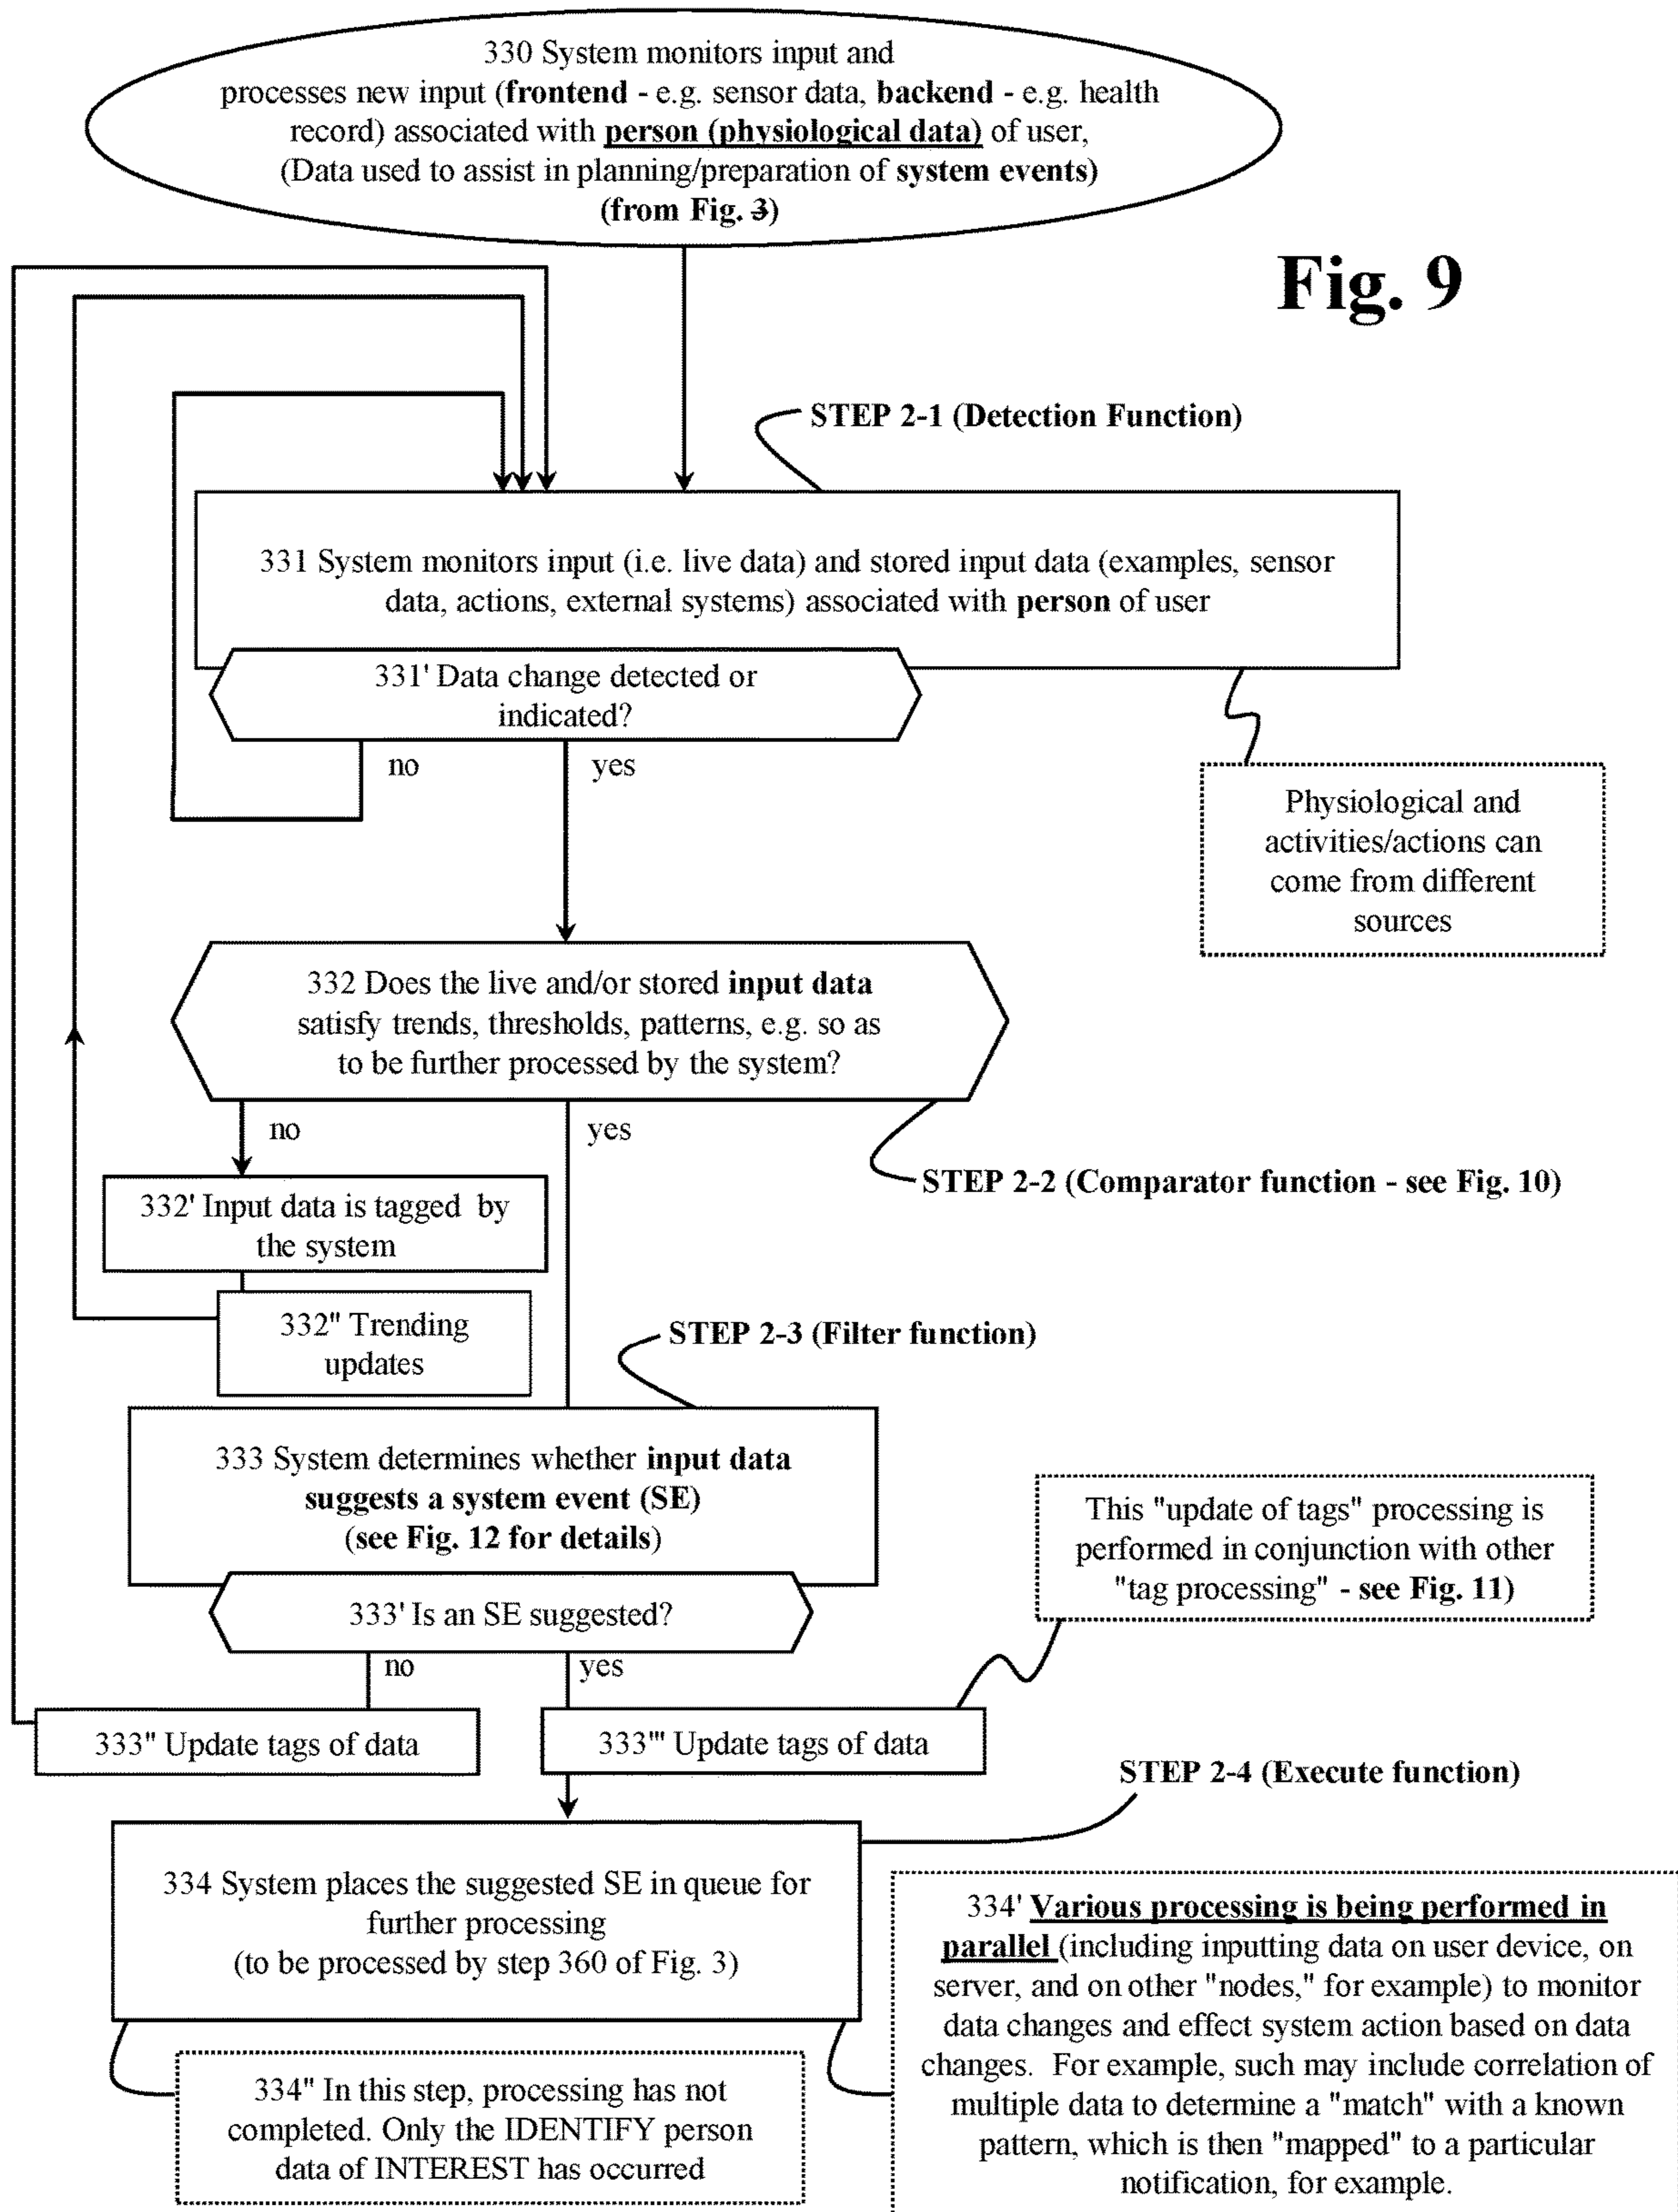 330 System monitors input and
processes new input (frontend - e.g. sensor data, backend - e.g. health
record) associated with person (physiological data) of user,
(Data used to assist in planning/preparation of system events)
(from Fig. 3)
Fig. 9
STEP 2-1 (Detection Function)
331 System monitors input (i.e. live data) and stored input data (examples, sensor
data, actions, external systems) associated with person of user
331' Data change detected or
indicated?
no
yes
Physiological and
activities/actions can
come from different
sources
332 Does the live and/or stored input data
satisfy trends, thresholds, patterns, e.g. so as
to be further processed by the system?
no
yes
STEP 2-2 (Comparator function - see Fig. 10)
332' Input data is tagged by
the system
332" Trending
updates
STEP 2-3 (Filter function)
333 System determines whether input data
suggests a system event (SE)
(see Fig. 12 for details)
This "update of tags" processing is
performed in conjunction with other
"tag processing" - see Fig. 11)
333' Is an SE suggested?
no
yes
333" Update tags of data
333'" Update tags of data
STEP 2-4 (Execute function)
334 System places the suggested SE in queue for
further processing
(to be processed by step 360 of Fig. 3)
334' Various processing is being performed in
parallel (including inputting data on user device, on
server, and on other "nodes," for example) to monitor
data changes and effect system action based on data
changes. For example, such may include correlation of
multiple data to determine a "match" with a known
pattern, which is then "mapped" to a particular
notification, for example.
334" In this step, processing has not
completed. Only the IDENTIFY person
data of INTEREST has occurred